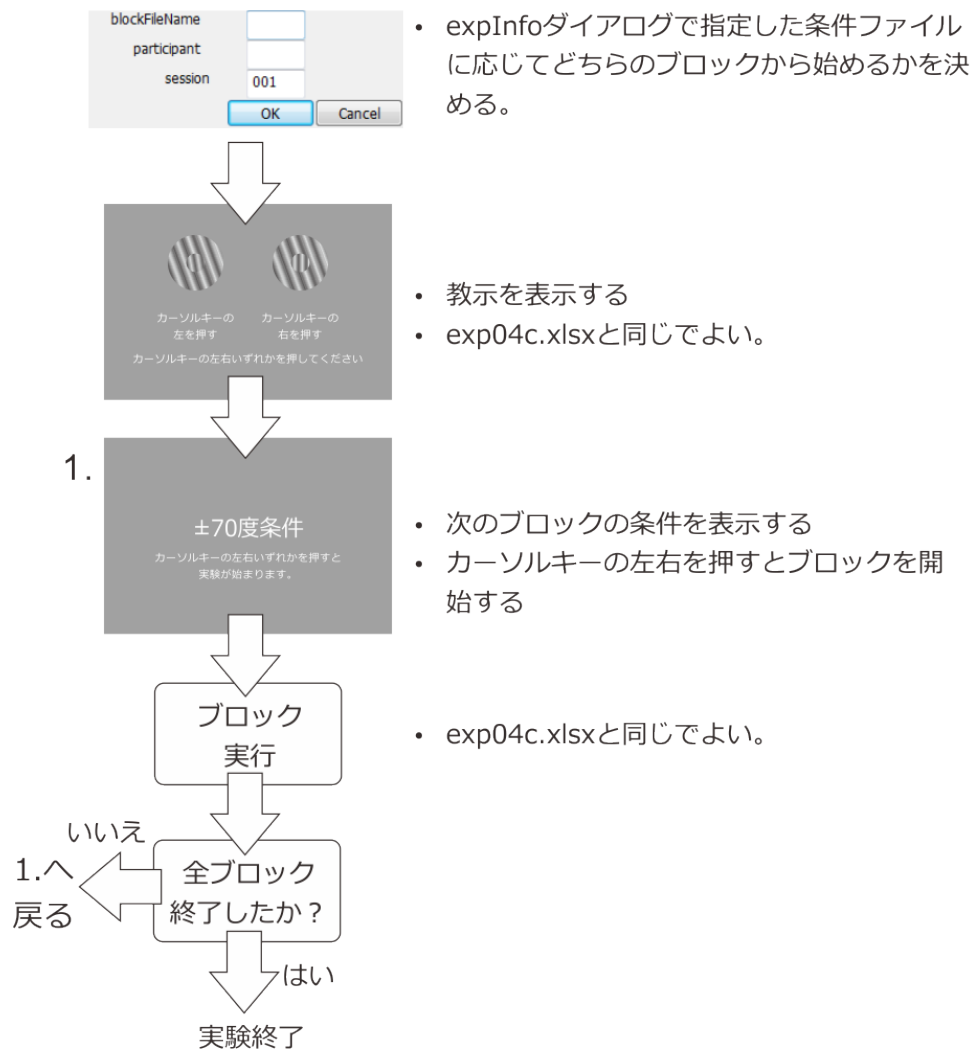 blockFileName
participant
session 001
OK Cancel
• expInfoダイアログで指定した条件ファイル
に応じてどちらのブロックから始めるかを決
める。
カーソルキーの
左を押す
カーソルキーの
右を押す
カーソルキーの左右いずれかを押してください
• 教示を表示する
• exp04c.xlsxと同じでよい。
1.
±70度条件
カーソルキーの左右いずれかを押すと
実験が始まります。
• 次のブロックの条件を表示する
• カーソルキーの左右を押すとブロックを開
始する
ブロック
実行
• exp04c.xlsxと同じでよい。
いいえ
1.へ
戻る
全ブロック
終了したか？
はい
実験終了